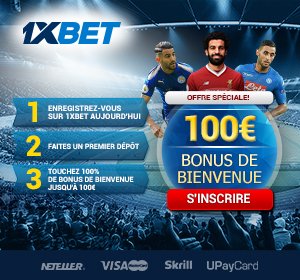 1XBET
OFFRE SPÉCIALE!
1 ENREGISTREZ-VOUS
SUR 1XBET AUJOURD'HUI
2 FAITES UN PREMIER DÉPÔT
3 TOUCHEZ 100%
DE BONUS DE BIENVENUE
JUSQU'À 100€
100€
BONUS DE
BIENVENUE
S'INSCRIRE
NETELLER VISA Skrill UPayCard